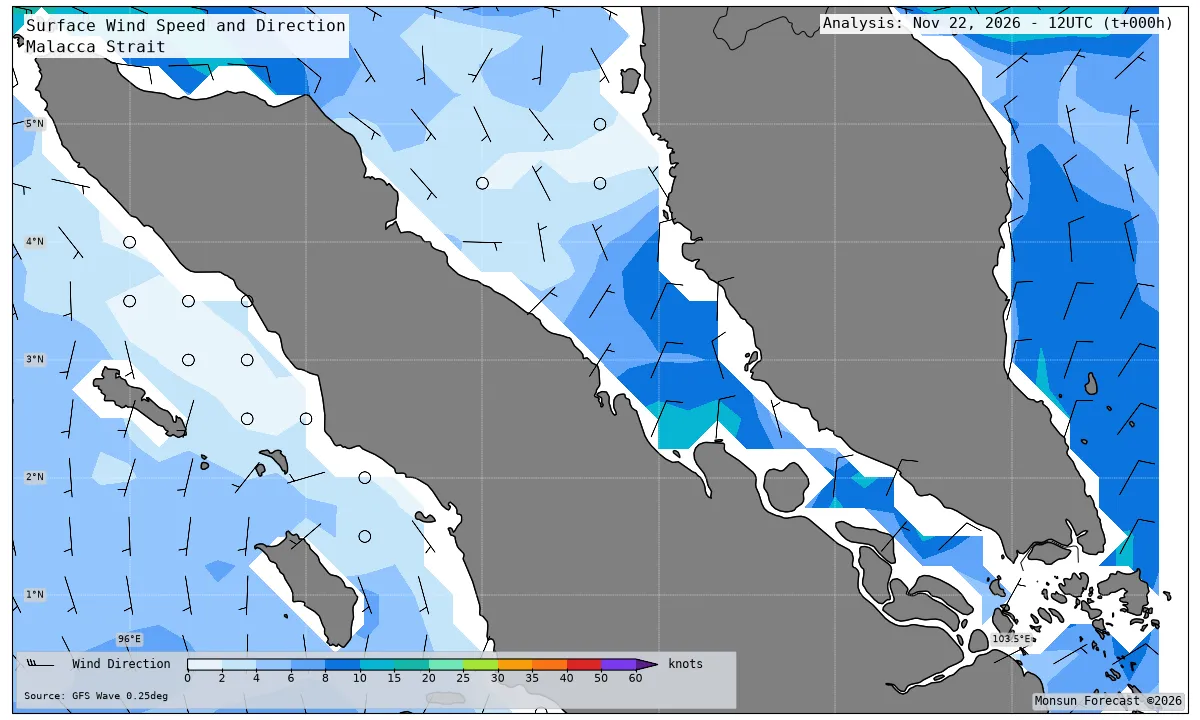 Surface Wind Speed and Direction
Malacca Strait
Analysis: Nov 22, 2026 - 12UTC (t+000h)
5°N
4°N
3°N
2°N
1°N
96°E
103.5°E
Wind Direction
0 2 4 6 8 10 15 20 25 30 35 40 50 60
knots
Source: GFS Wave 0.25deg
Monsun Forecast ©2026